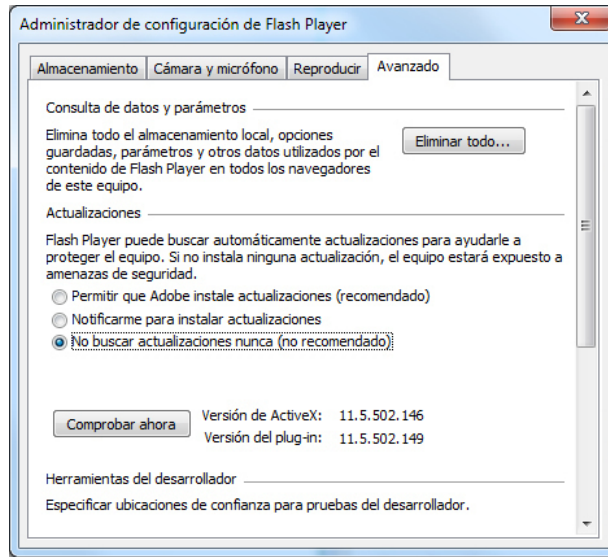 Administrador de configuración de Flash Player
Almacenamiento Cámara y micrófono Reproducir Avanzado
Consulta de datos y parámetros
Elimina todo el almacenamiento local, opciones
guardadas, parámetros y otros datos utilizados por el
contenido de Flash Player en todos los navegadores
de este equipo.
Eliminar todo...
Actualizaciones
Flash Player puede buscar automáticamente actualizaciones para ayudarle a
proteger el equipo. Si no instala ninguna actualización, el equipo estará expuesto a
amenazas de seguridad.
Permitir que Adobe instale actualizaciones (recomendado)
Notificarme para instalar actualizaciones
No buscar actualizaciones nunca (no recomendado)
Comprobar ahora
Versión de ActiveX: 11.5.502.146
Versión del plug-in: 11.5.502.149
Herramientas del desarrollador
Especificar ubicaciones de confianza para pruebas del desarrollador.